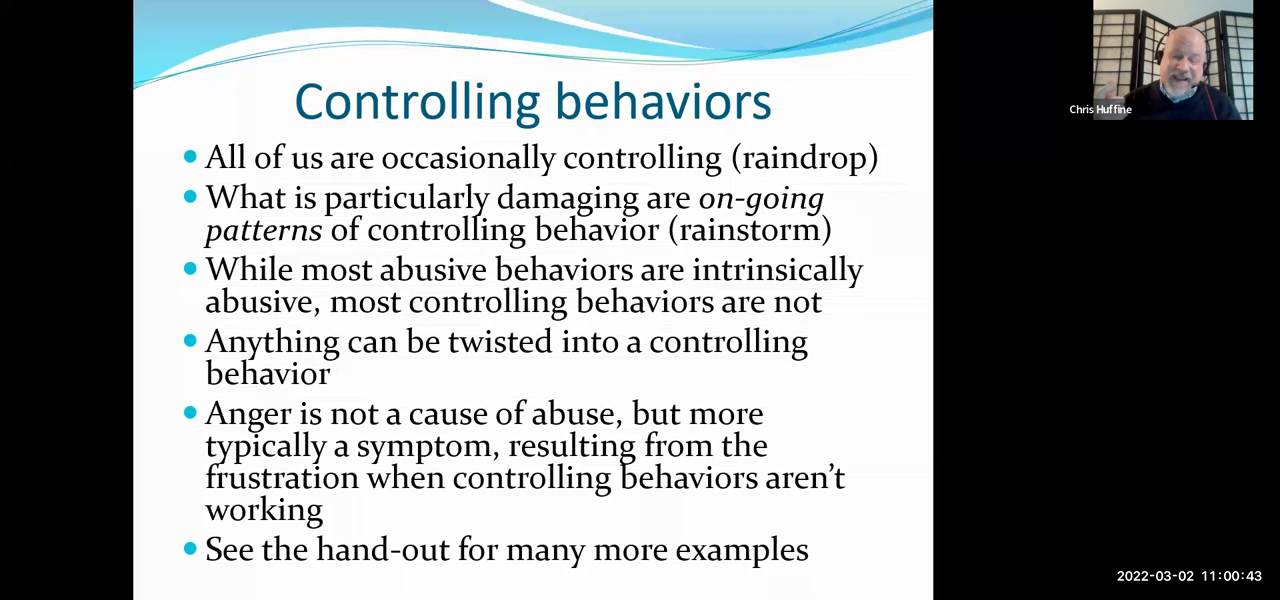 Controlling behaviors
• All of us are occasionally controlling (raindrop)
• What is particularly damaging are on-going
patterns of controlling behavior (rainstorm)
• While most abusive behaviors are intrinsically
abusive, most controlling behaviors are not
• Anything can be twisted into a controlling
behavior
• Anger is not a cause of abuse, but more
typically a symptom, resulting from the
frustration when controlling behaviors aren’t
working
• See the hand-out for many more examples
Chris Huffine
2022-03-02 11:00:43